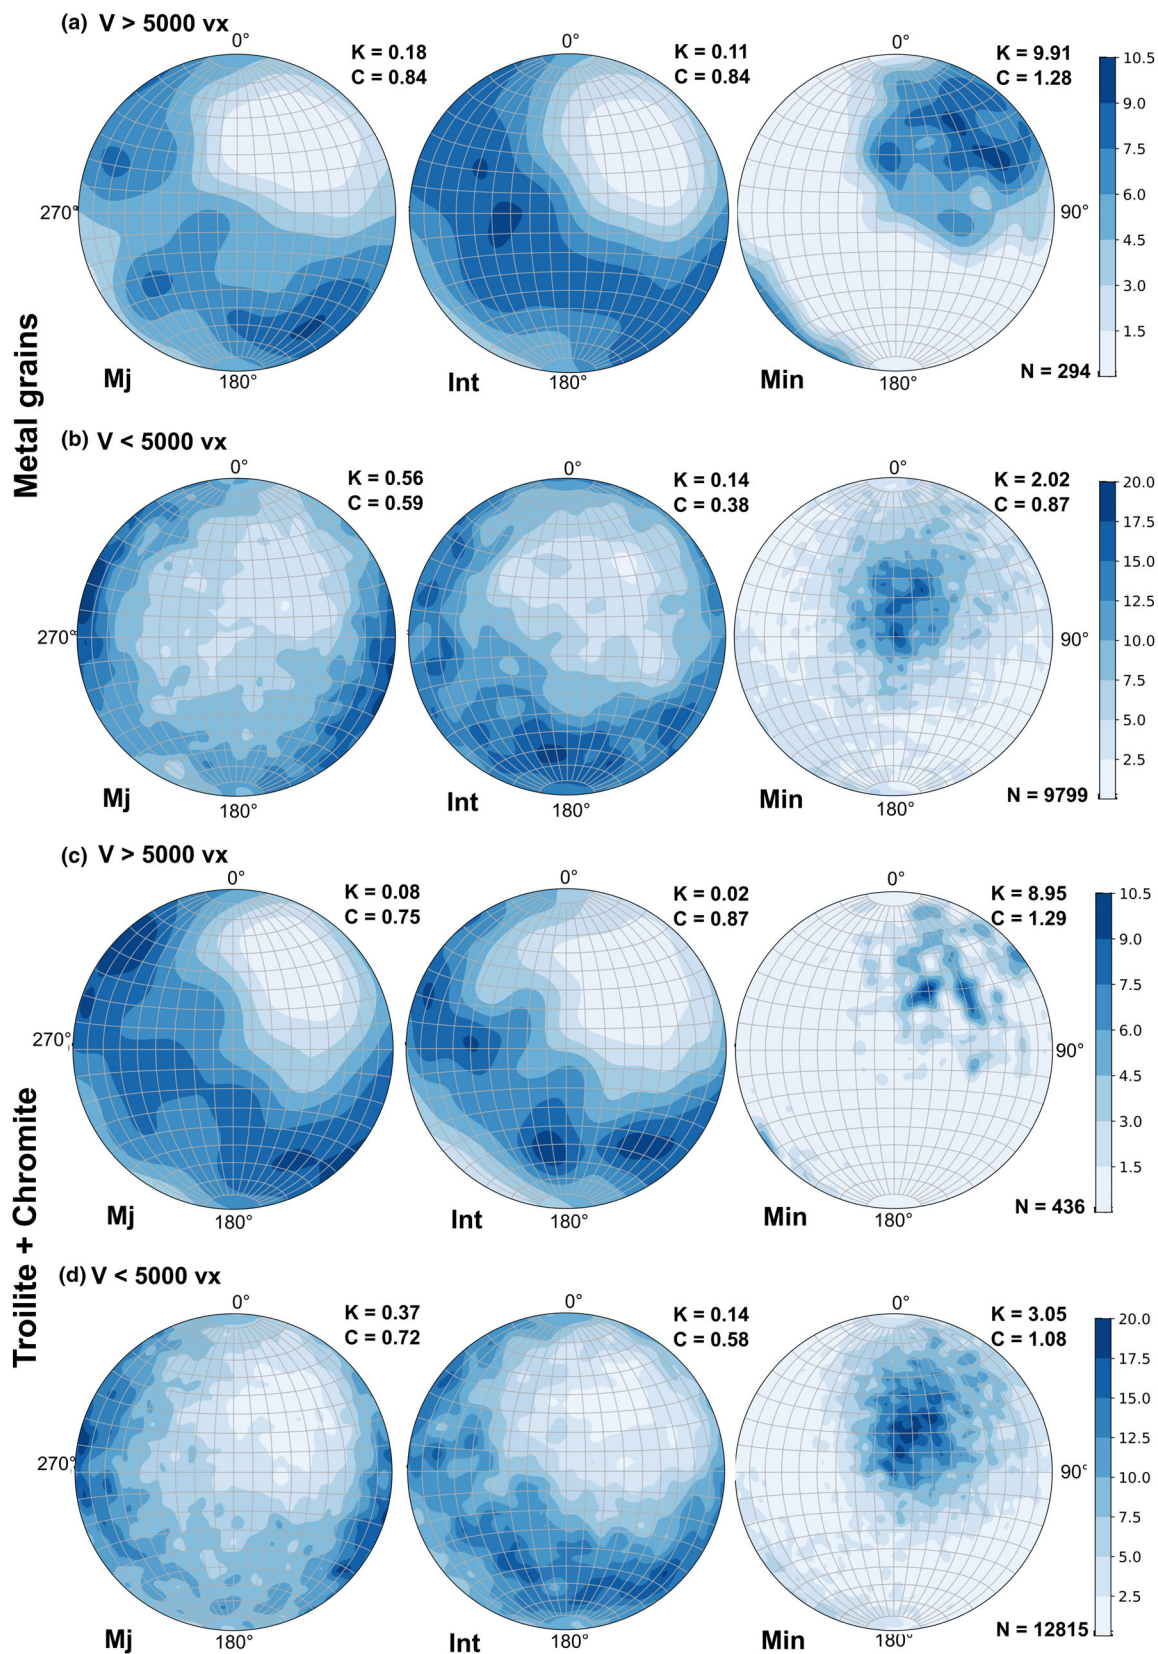 Metal grains
(a) V > 5000 vx
0° 0° 0°
K = 0.18 K = 0.11 K = 9.91
C = 0.84 C = 0.84 C = 1.28
270° 90°
10.5
9.0
7.5
6.0
4.5
3.0
1.5
Mj Int Min
180° 180° 180°
N = 294
(b) V < 5000 vx
0° 0° 0°
K = 0.56 K = 0.14 K = 2.02
C = 0.59 C = 0.38 C = 0.87
270° 90°
20.0
17.5
15.0
12.5
10.0
7.5
5.0
2.5
Mj Int Min
180° 180° 180°
N = 9799
Troilite + Chromite
(c) V > 5000 vx
0° 0° 0°
K = 0.08 K = 0.02 K = 8.95
C = 0.75 C = 0.87 C = 1.29
270° 90°
10.5
9.0
7.5
6.0
4.5
3.0
1.5
Mj Int Min
180° 180° 180°
N = 436
(d) V < 5000 vx
0° 0° 0°
K = 0.37 K = 0.14 K = 3.05
C = 0.72 C = 0.58 C = 1.08
270° 90°
20.0
17.5
15.0
12.5
10.0
7.5
5.0
2.5
Mj Int Min
180° 180° 180°
N = 12815